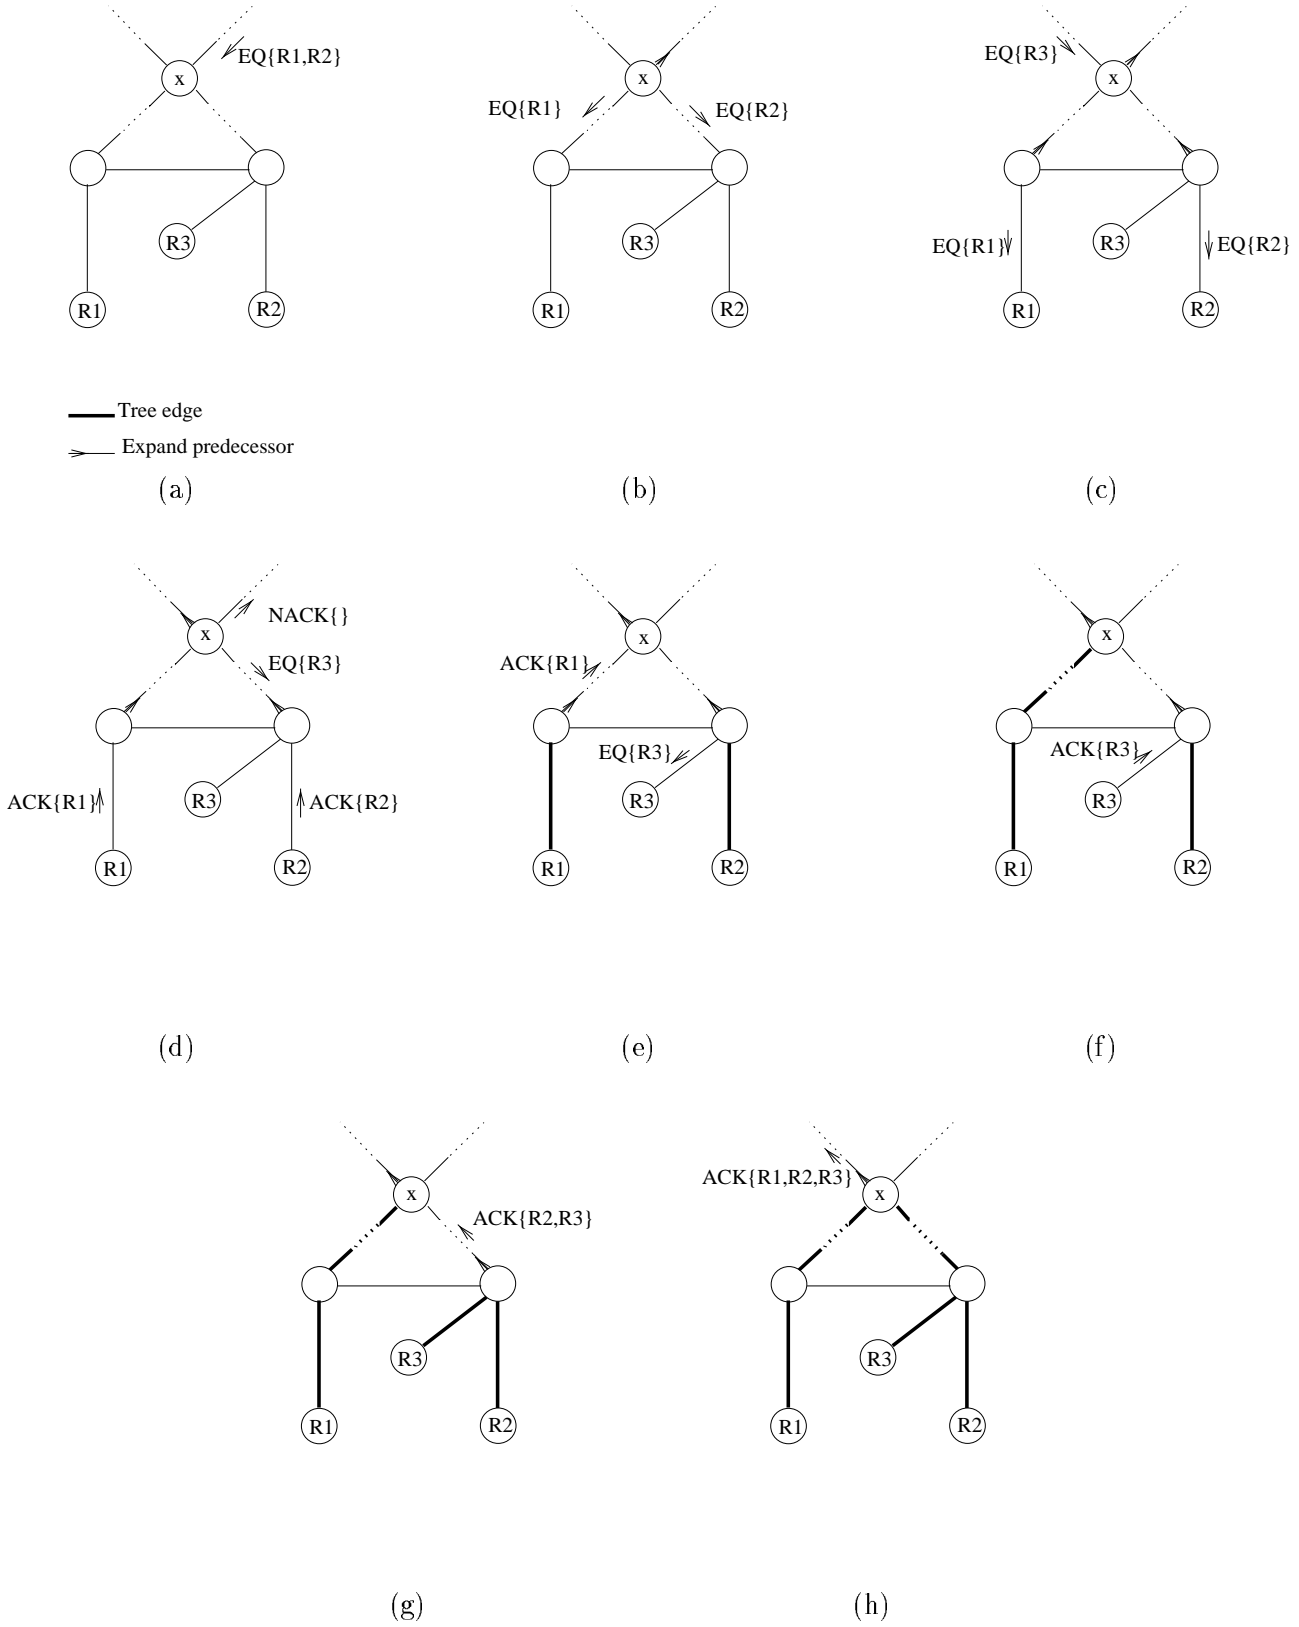 EQ{R1,R2}
x
R3
R1
R2
x
EQ{R1}
EQ{R2}
R3
R1
R2
EQ{R3}
x
R3
EQ{R1}
EQ{R2}
R1
R2
Tree edge
Expand predecessor
(a)
(b)
(c)
NACK{}
x
EQ{R3}
R3
ACK{R1}
ACK{R2}
R1
R2
x
ACK{R1}
EQ{R3}
R3
R1
R2
x
ACK{R3}
R3
R1
R2
(d)
(e)
(f)
x
ACK{R2,R3}
R3
R1
R2
ACK{R1,R2,R3}
x
R3
R1
R2
(g)
(h)